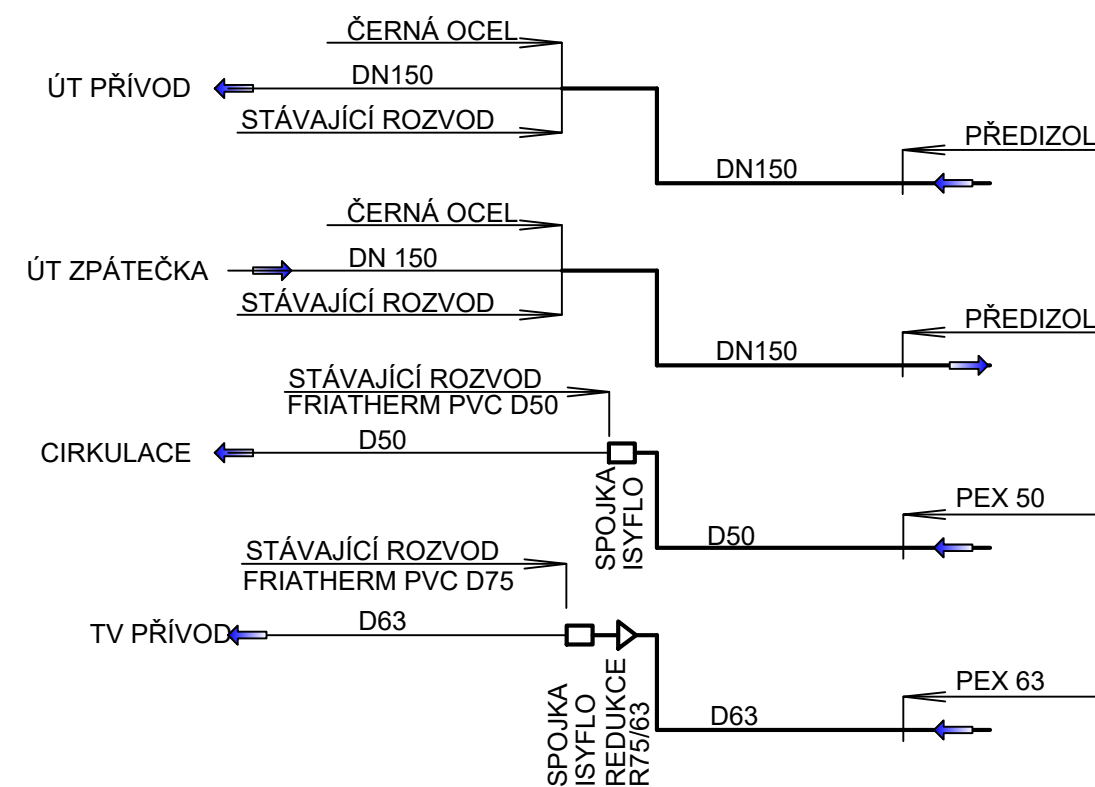 ČERNÁ OCEL
ÚT PŘÍVOD
DN150
STÁVAJÍCÍ ROZVOD
PŘEDIZOL
DN150
ČERNÁ OCEL
ÚT ZPÁTEČKA
DN 150
STÁVAJÍCÍ ROZVOD
PŘEDIZOL
DN150
STÁVAJÍCÍ ROZVOD
FRIATHERM PVC D50
CIRKULACE
D50
SPOJKA
ISYFLO
PEX 50
D50
STÁVAJÍCÍ ROZVOD
FRIATHERM PVC D75
TV PŘÍVOD
D63
SPOJKA
ISYFLO
REDUKCE
R75/63
PEX 63
D63